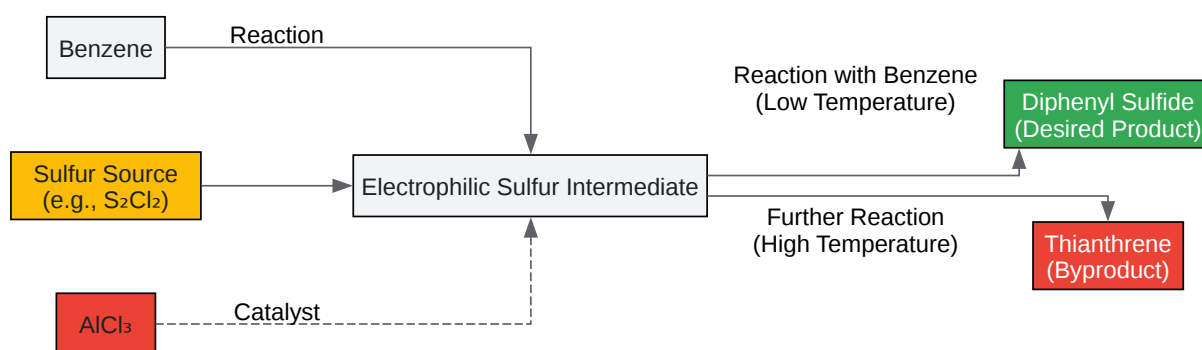 Benzene
Reaction
Reaction with Benzene
(Low Temperature)
Diphenyl Sulfide
(Desired Product)
Sulfur Source
(e.g., S₂Cl₂)
Electrophilic Sulfur Intermediate
Further Reaction
(High Temperature)
Thianthrene
(Byproduct)
AlCl₃
Catalyst